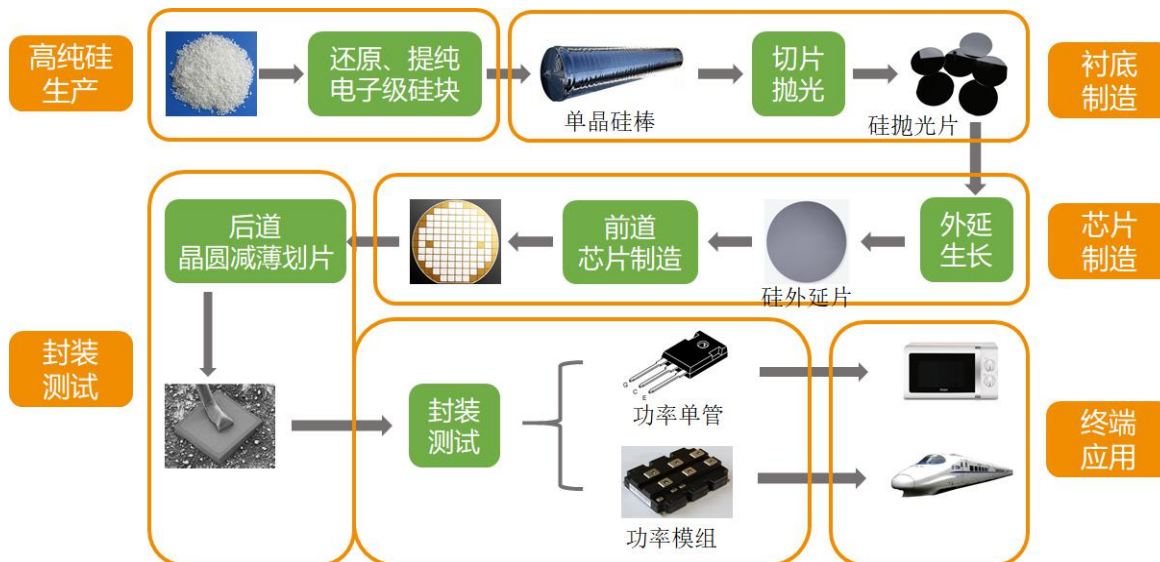 高纯硅
生产
还原、提纯
电子级硅块
单晶硅棒
切片
抛光
硅抛光片
衬底
制造
后道
晶圆减薄划片
前道
芯片制造
硅外延片
外延
生长
芯片
制造
封装
测试
封装
测试
G
C
E
功率单管
功率模组
终端
应用